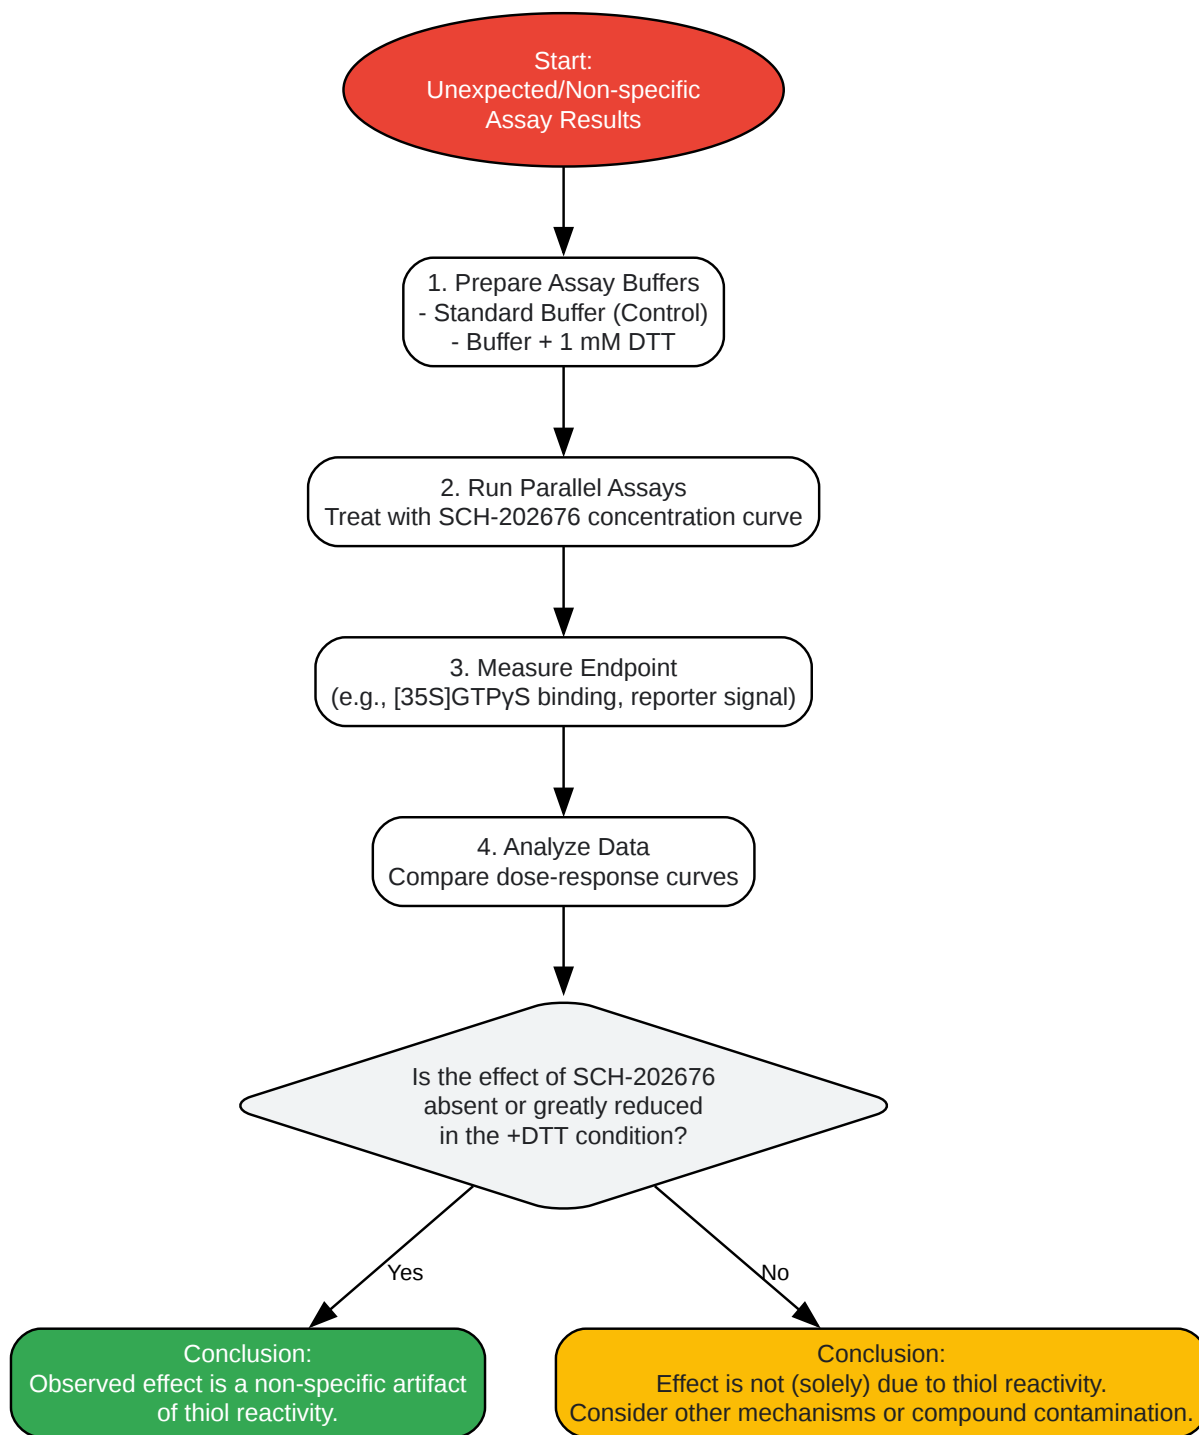 Start:
Unexpected/Non-specific
Assay Results
1. Prepare Assay Buffers
- Standard Buffer (Control)
- Buffer + 1 mM DTT
2. Run Parallel Assays
Treat with SCH-202676 concentration curve
3. Measure Endpoint
(e.g., [35S]GTPγS binding, reporter signal)
4. Analyze Data
Compare dose-response curves
Is the effect of SCH-202676
absent or greatly reduced
in the +DTT condition?
Yes
No
Conclusion:
Observed effect is a non-specific artifact
of thiol reactivity.
Conclusion:
Effect is not (solely) due to thiol reactivity.
Consider other mechanisms or compound contamination.